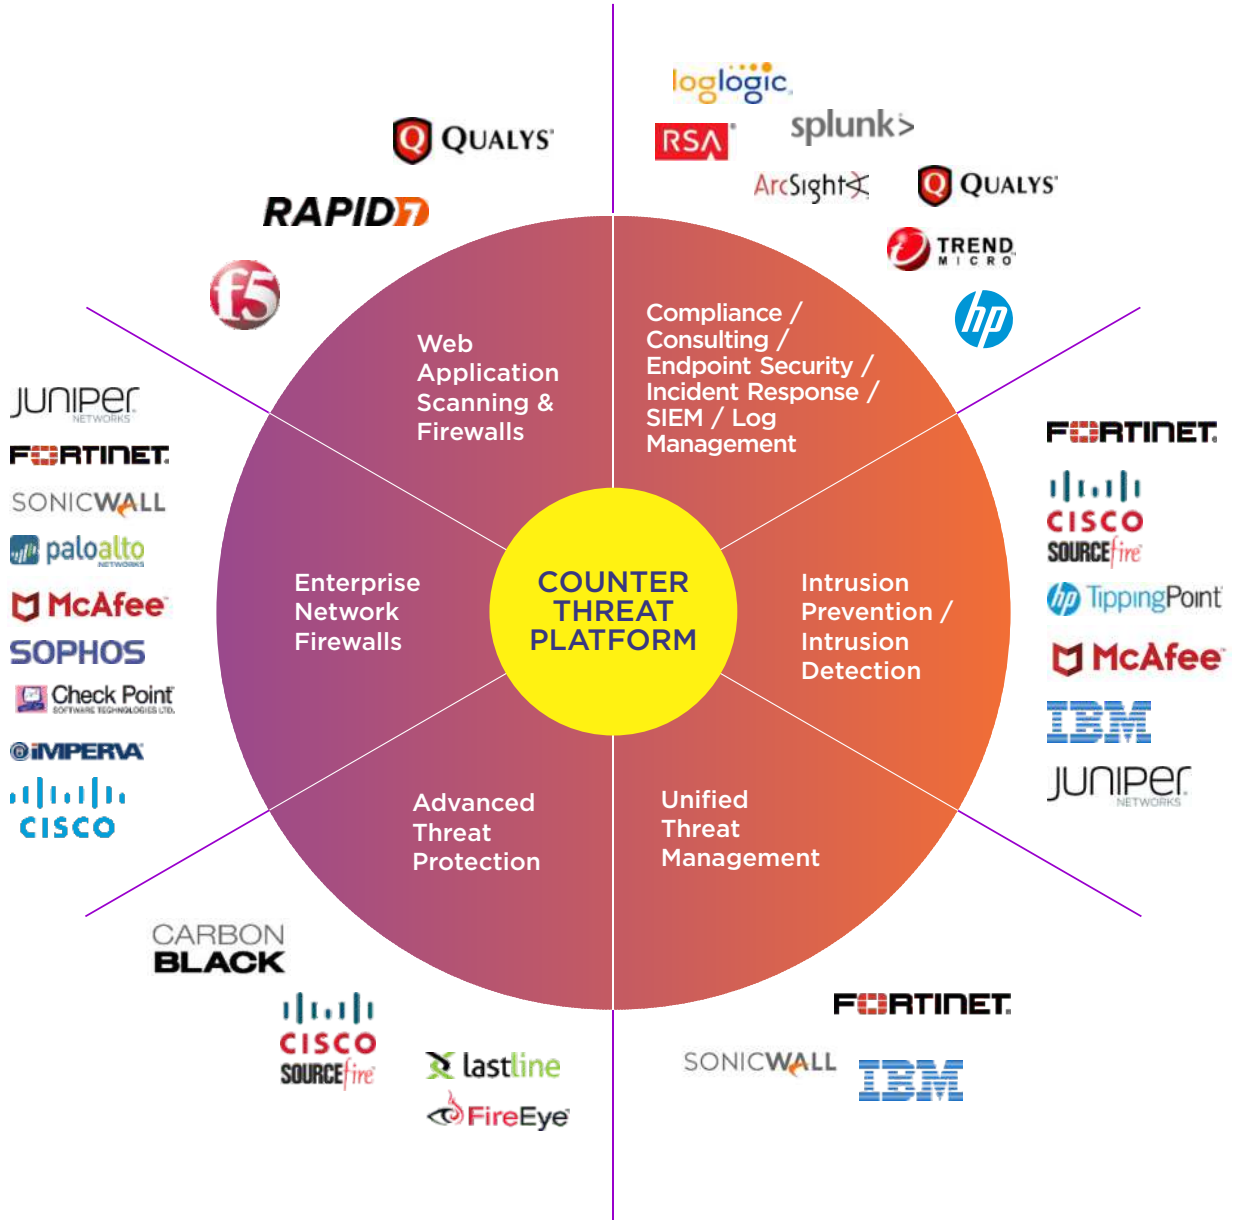 loglogic
splunk>
RSA
QUALYS®
ArcSight
QUALYS®
RAPID7
TREND
MICRO
f5
hp
Compliance /
Consulting /
Endpoint Security /
Incident Response /
SIEM / Log
Management
Web
Application
Scanning &
Firewalls
JUNIPEr
NETWORKS
FORTINET
SONICWALL
paloalto
NETWORKS
McAfee
SOPHOS
Check Point
SOFTWARE TECHNOLOGIES LTD.
iMPERVA
CISCO
Enterprise
Network
Firewalls
COUNTER
THREAT
PLATFORM
Intrusion
Prevention /
Intrusion
Detection
FORTINET
CISCO
SOURCEfire
hp TippingPoint
McAfee
IBM
JUNIPEr
NETWORKS
Advanced
Threat
Protection
Unified
Threat
Management
CARBON
BLACK
CISCO
SOURCEfire
lastline
FireEye
FORTINET
SONICWALL
IBM